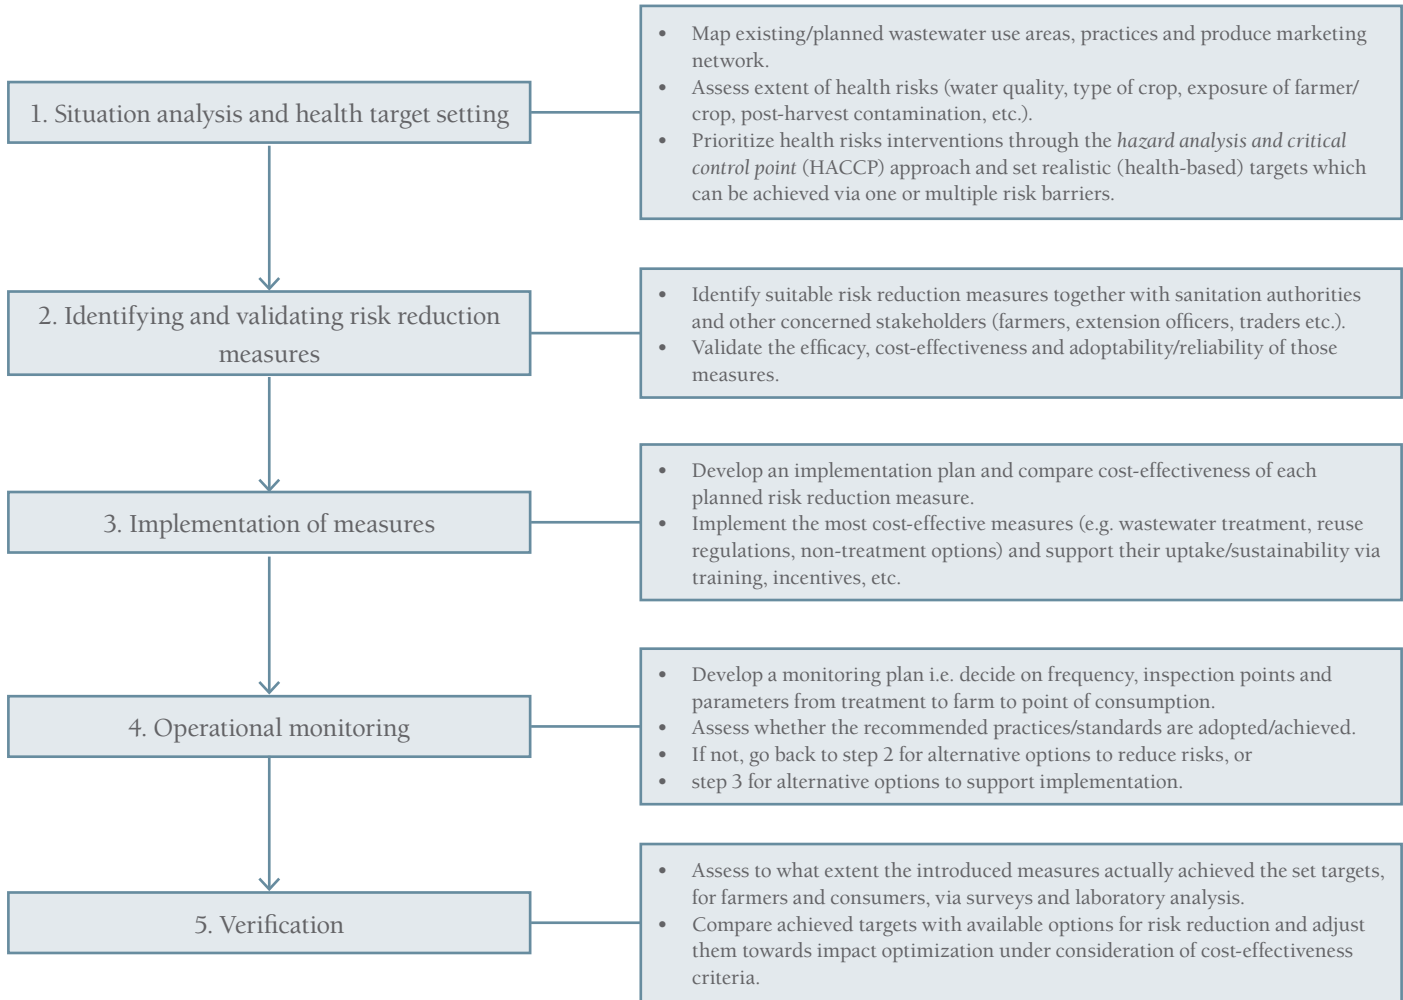 1. Situation analysis and health target setting
• Map existing/planned wastewater use areas, practices and produce marketing
network.
• Assess extent of health risks (water quality, type of crop, exposure of farmer/
crop, post-harvest contamination, etc.).
• Prioritize health risks interventions through the hazard analysis and critical
control point (HACCP) approach and set realistic (health-based) targets which
can be achieved via one or multiple risk barriers.
2. Identifying and validating risk reduction
measures
• Identify suitable risk reduction measures together with sanitation authorities
and other concerned stakeholders (farmers, extension officers, traders etc.).
• Validate the efficacy, cost-effectiveness and adoptability/reliability of those
measures.
3. Implementation of measures
• Develop an implementation plan and compare cost-effectiveness of each
planned risk reduction measure.
• Implement the most cost-effective measures (e.g. wastewater treatment, reuse
regulations, non-treatment options) and support their uptake/sustainability via
training, incentives, etc.
4. Operational monitoring
• Develop a monitoring plan i.e. decide on frequency, inspection points and
parameters from treatment to farm to point of consumption.
• Assess whether the recommended practices/standards are adopted/achieved.
• If not, go back to step 2 for alternative options to reduce risks, or
• step 3 for alternative options to support implementation.
5. Verification
• Assess to what extent the introduced measures actually achieved the set targets,
for farmers and consumers, via surveys and laboratory analysis.
• Compare achieved targets with available options for risk reduction and adjust
them towards impact optimization under consideration of cost-effectiveness
criteria.